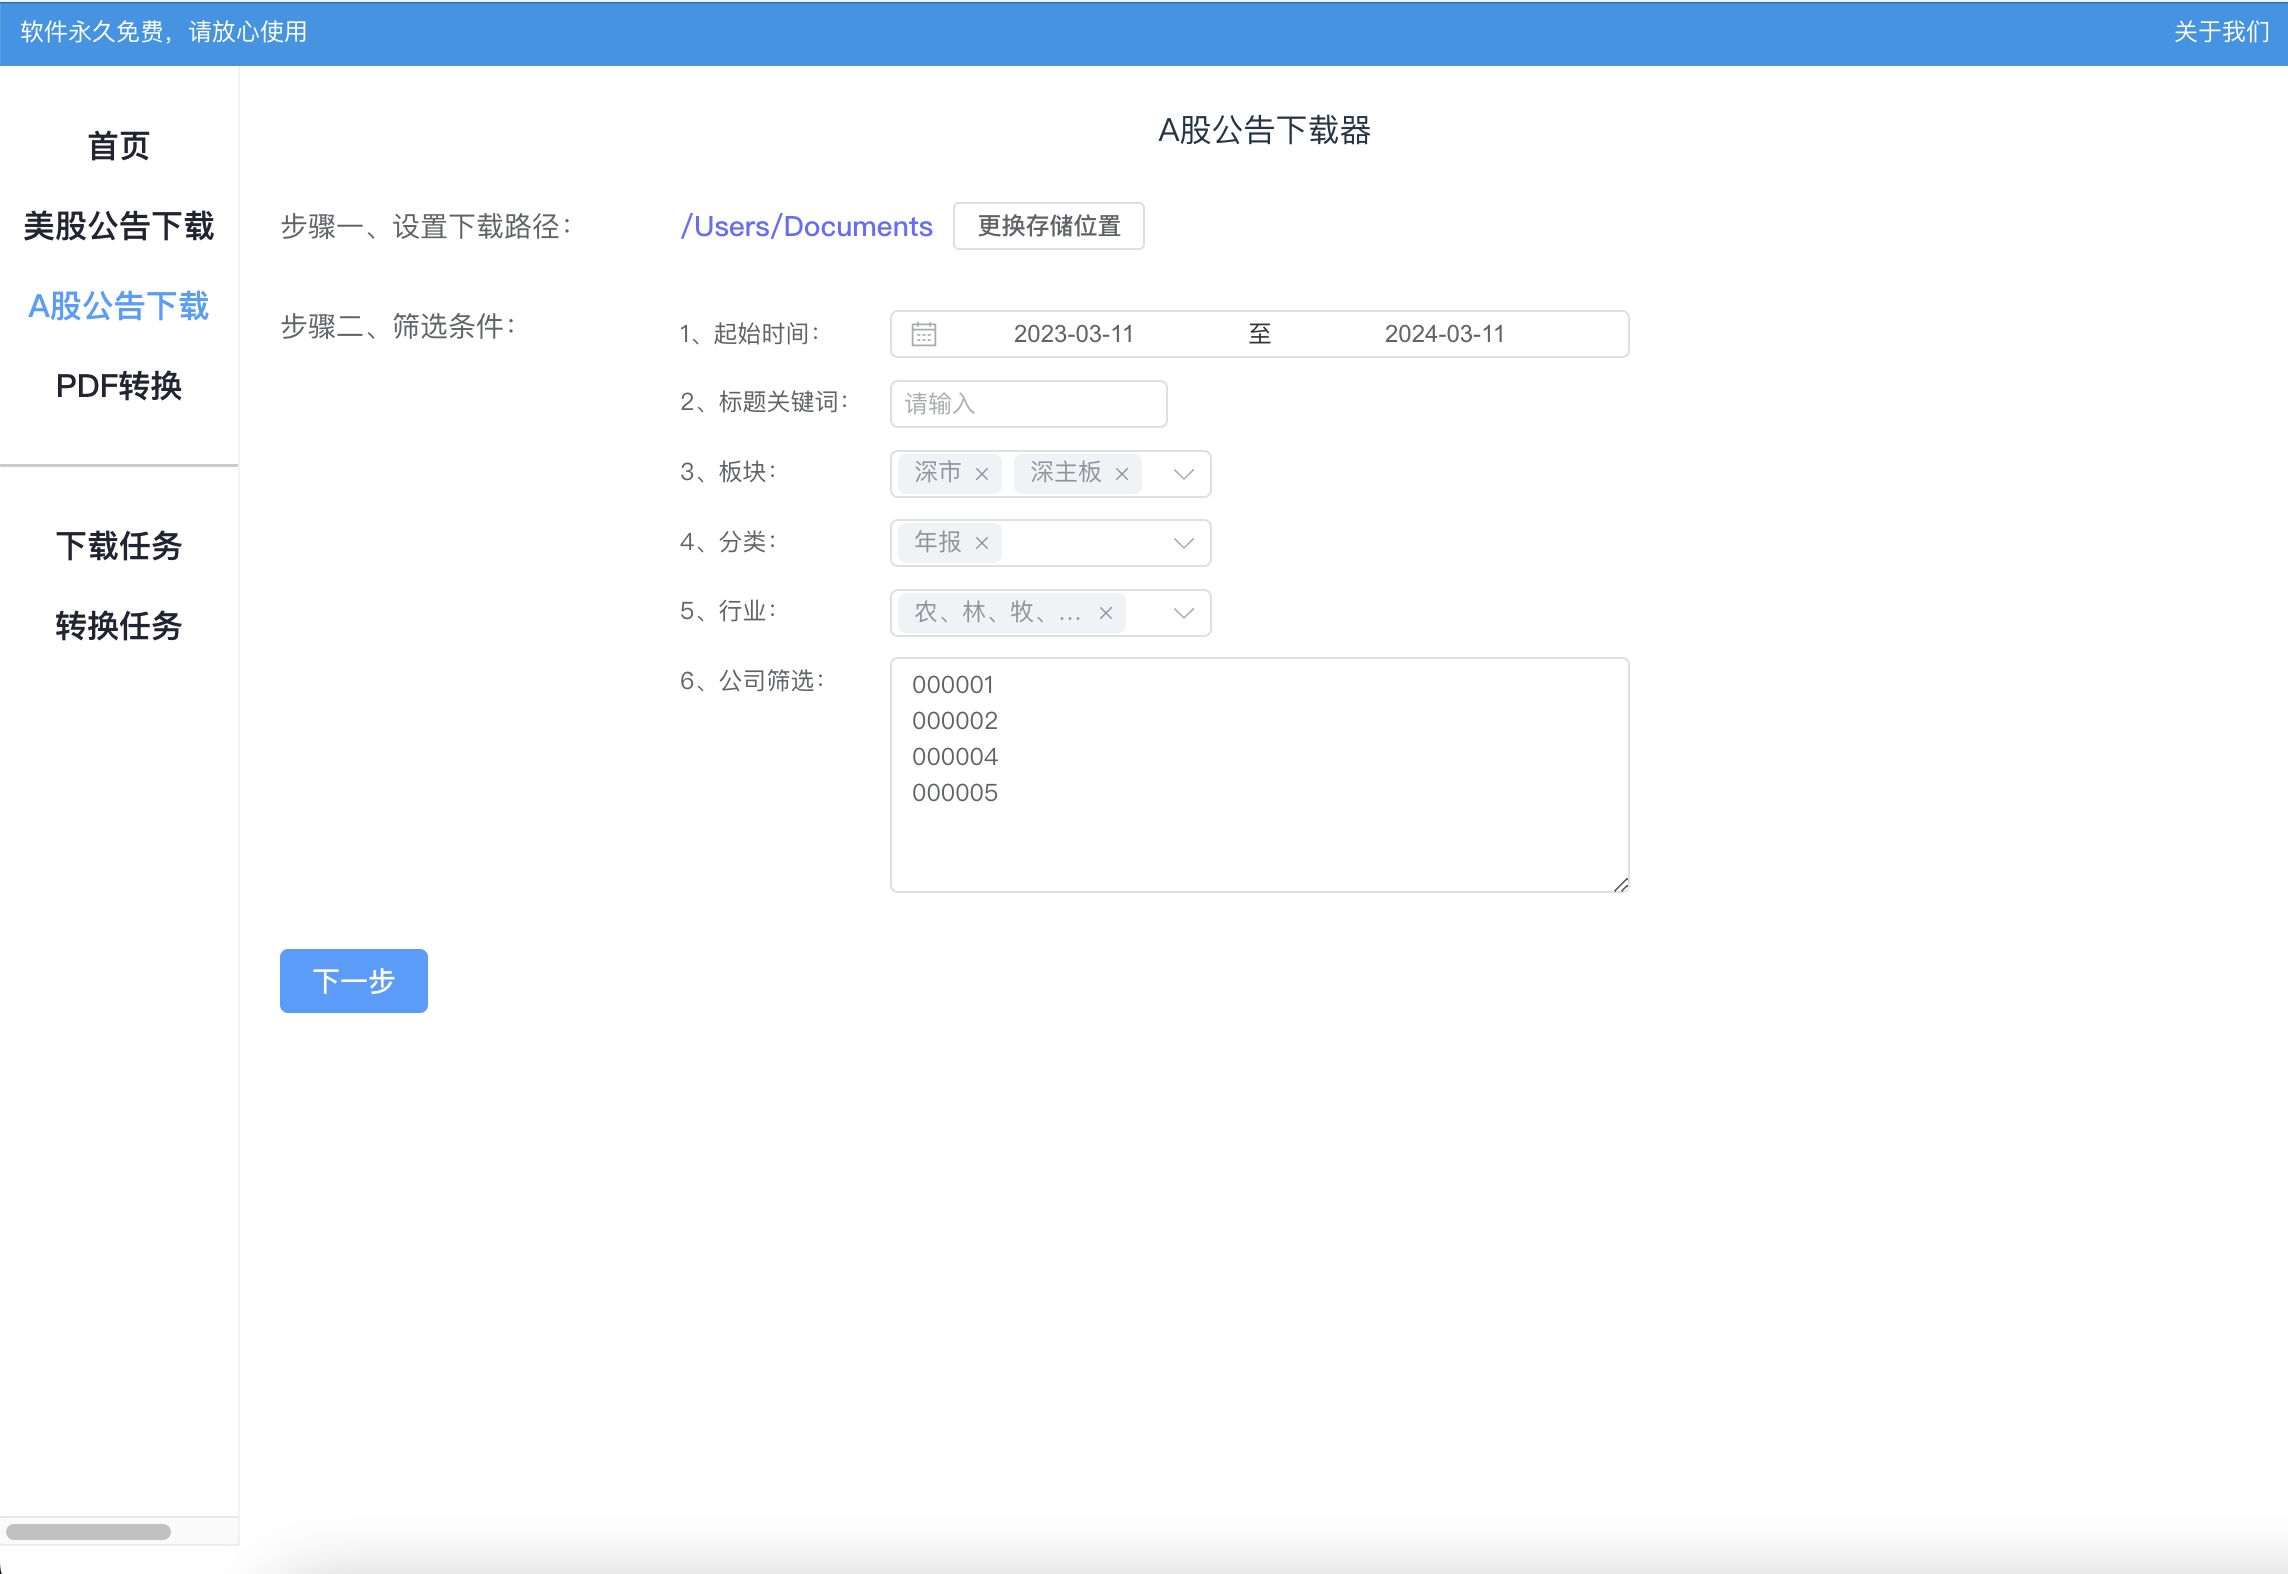 软件永久免费，请放心使用
关于我们
首页
美股公告下载
A股公告下载
PDF转换
下载任务
转换任务
A股公告下载器
步骤一、设置下载路径：
/Users/Documents
更换存储位置
步骤二、筛选条件：
1、起始时间：
2023-03-11 至 2024-03-11
2、标题关键词：
请输入
3、板块：
深市 深主板
4、分类：
年报
5、行业：
农、林、牧、...
6、公司筛选：
000001
000002
000004
000005
下一步